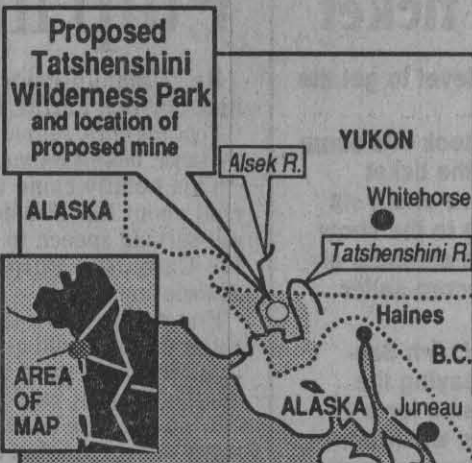 Proposed
Tatshenshini
Wilderness Park
and location of
proposed mine
Alsek R.
YUKON
Whitehorse
ALASKA
Tatshenshini R.
Haines
B.C.
AREA
OF
MAP
ALASKA
Juneau